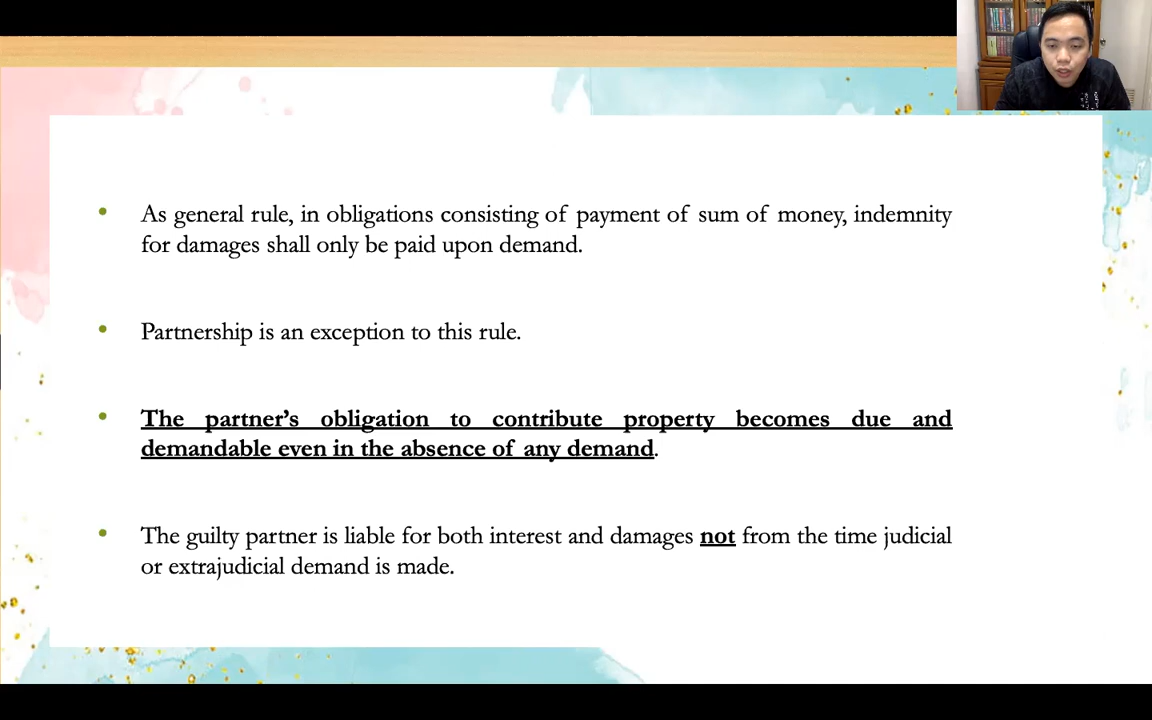 • As general rule, in obligations consisting of payment of sum of money, indemnity
for damages shall only be paid upon demand.
• Partnership is an exception to this rule.
• The partner’s obligation to contribute property becomes due and
demandable even in the absence of any demand.
• The guilty partner is liable for both interest and damages not from the time judicial
or extrajudicial demand is made.